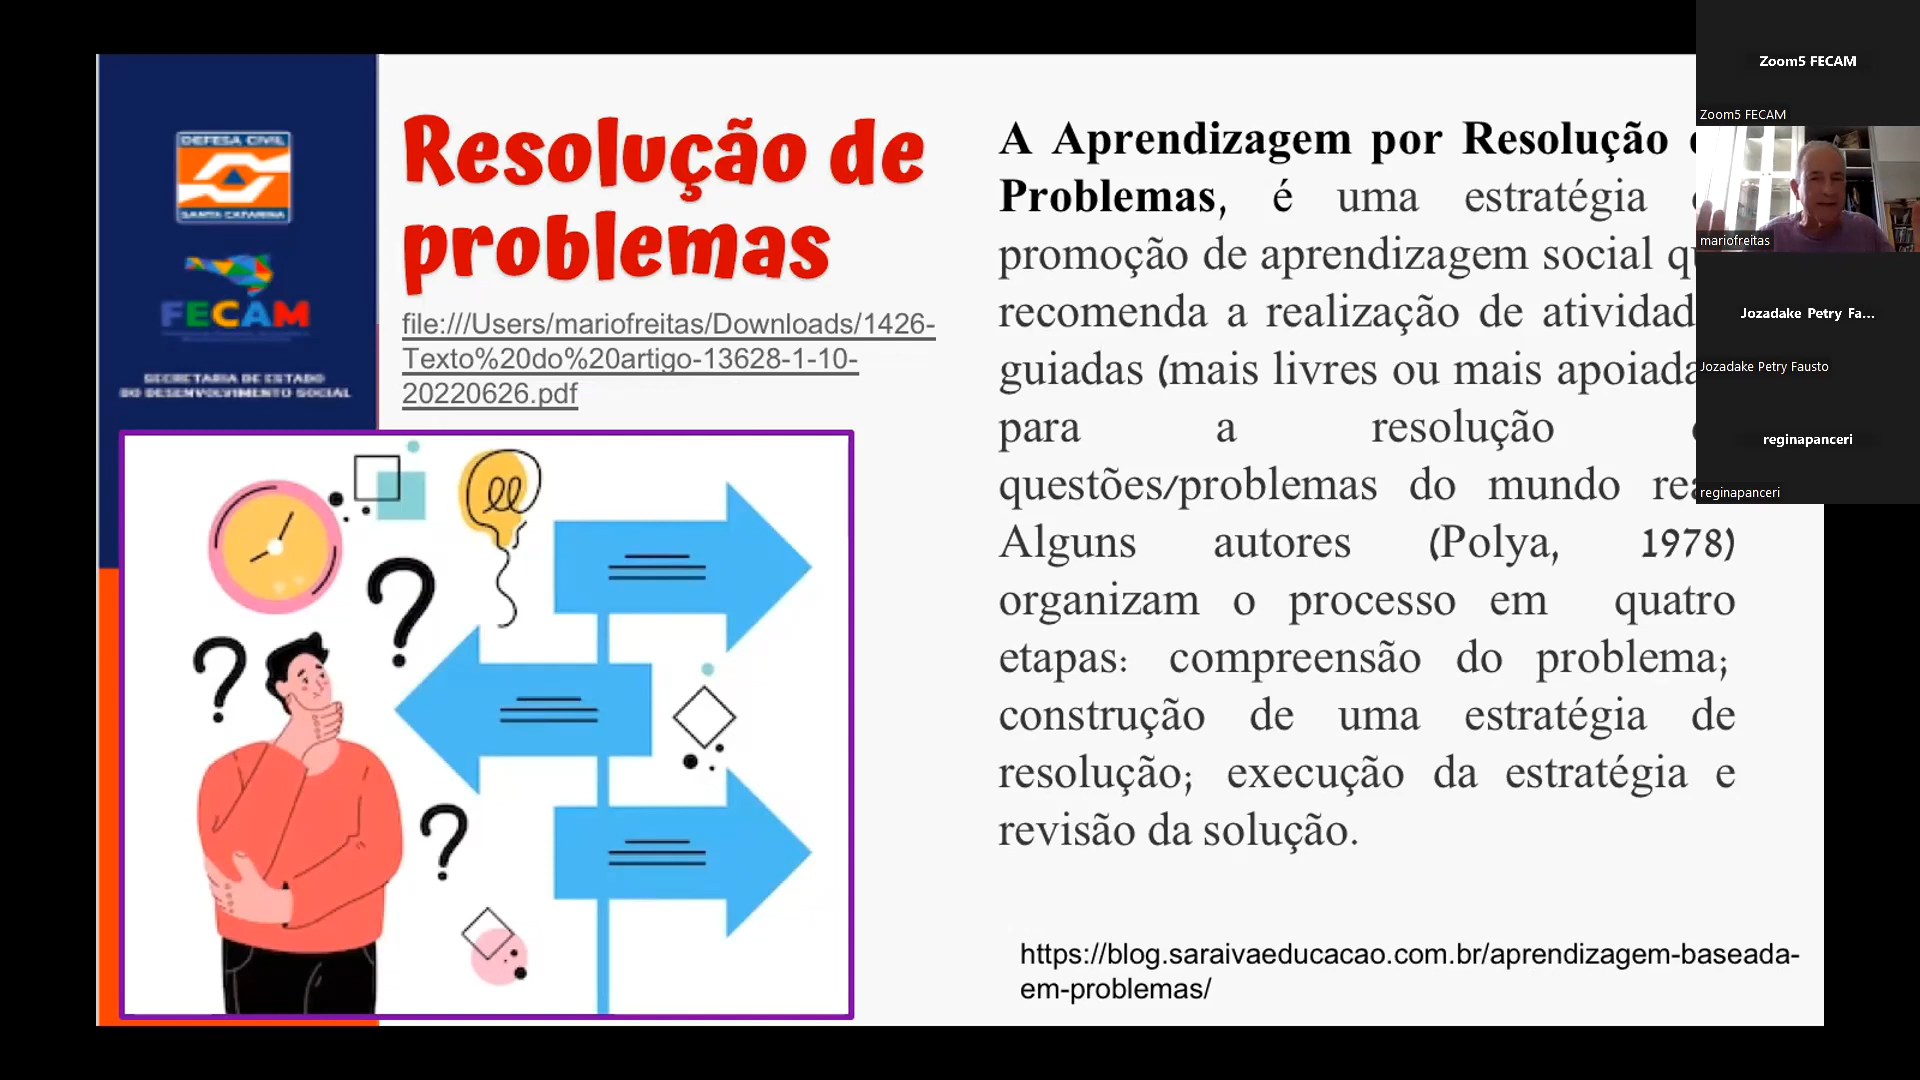 DEFESA CIVIL
SANTA CATARINA
FECAM
SECRETARIA DE ESTADO
DO DESENVOLVIMENTO SOCIAL
Resolução de
problemas
file:///Users/mariofreitas/Downloads/1426-
Texto%20do%20artigo-13628-1-10-
20220626.pdf
A Aprendizagem por Resolução
Problemas, é uma estratégia
promoção de aprendizagem social
recomenda a realização de
guiadas (mais livres ou mais
para a resolução
questões/problemas do mundo
Alguns autores (Polya, 1978)
organizam o processo em quatro
etapas: compreensão do problema;
construção de uma estratégia de
resolução; execução da estratégia e
revisão da solução.
https://blog.saraivaeducacao.com.br/aprendizagem-baseada-
em-problemas/
Zoom5 FECAM
Zoom5 FECAM
mariofreitas
Jozadake Petry Fa...
Jozadake Petry Fausto
reginapanceri
reginapanceri